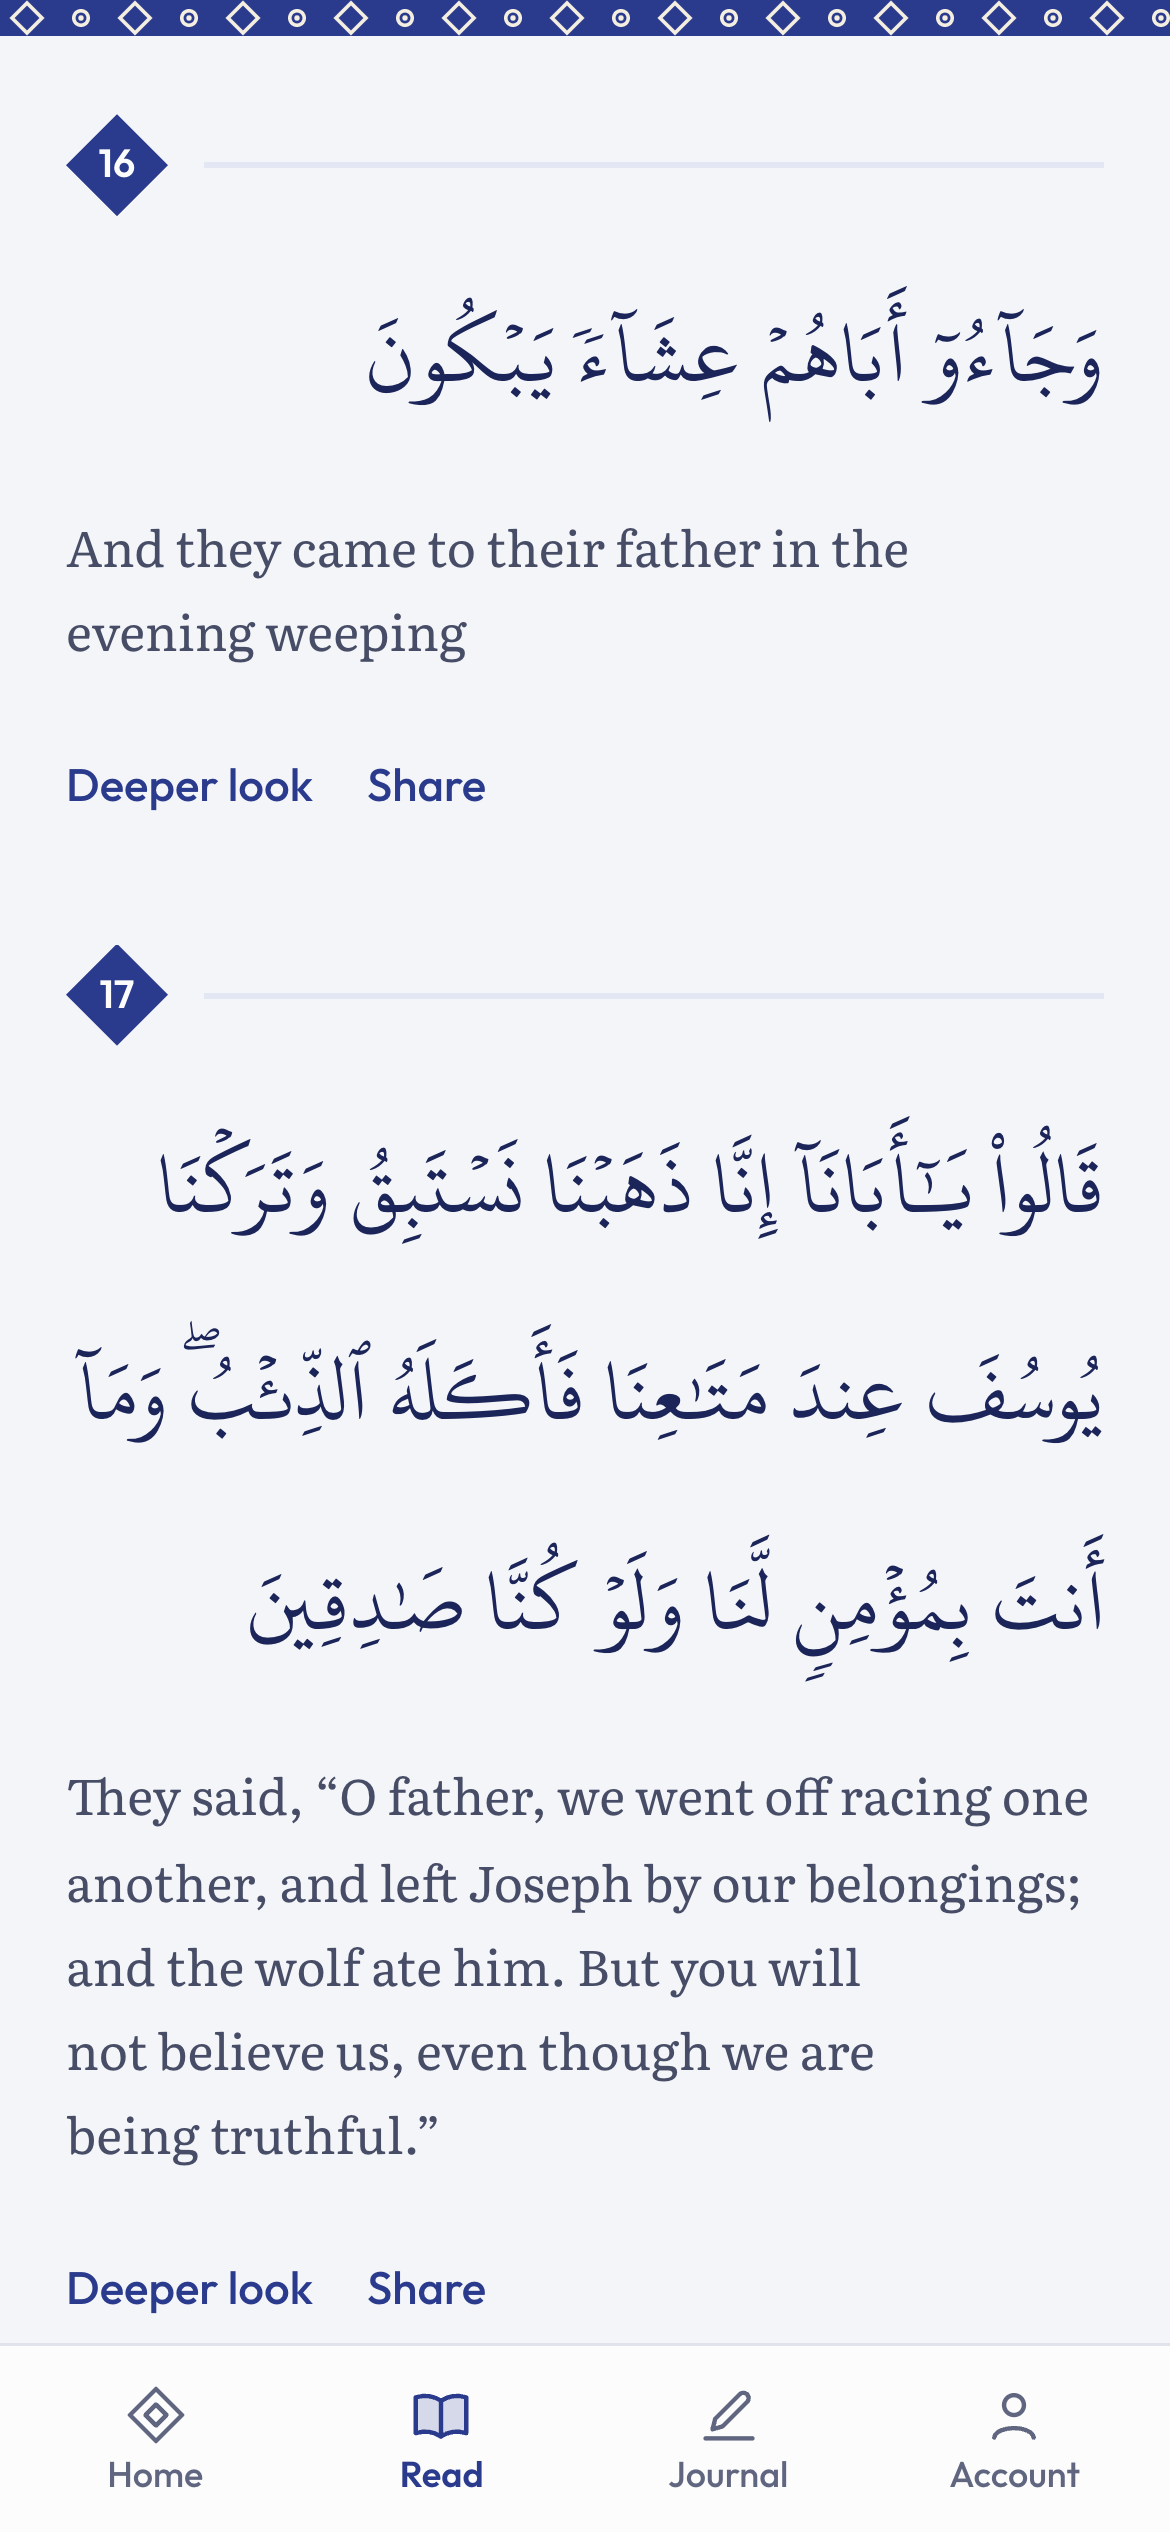 16
وَجَآءُوٓ أَبَاهُمۡ عِشَآءَٗ يَبۡكُونَ
And they came to their father in the
evening weeping
Deeper look Share
17
قَالُواْ يَـٰٓأَبَانَآ إِنَّا ذَهَبۡنَا نَسۡتَبِقُ وَتَرَكۡنَا
يُوسُفَ عِندَ مَتَٰعِنَا فَأَكَلَهُ ٱلذِّئۡبُۖ وَمَآ
أَنتَ بِمُؤۡمِنٖ لَّنَا وَلَوۡ كُنَّا صَٰدِقِينَ
They said, “O father, we went off racing one
another, and left Joseph by our belongings;
and the wolf ate him. But you will
not believe us, even though we are
being truthful.”
Deeper look Share
Home Read Journal Account